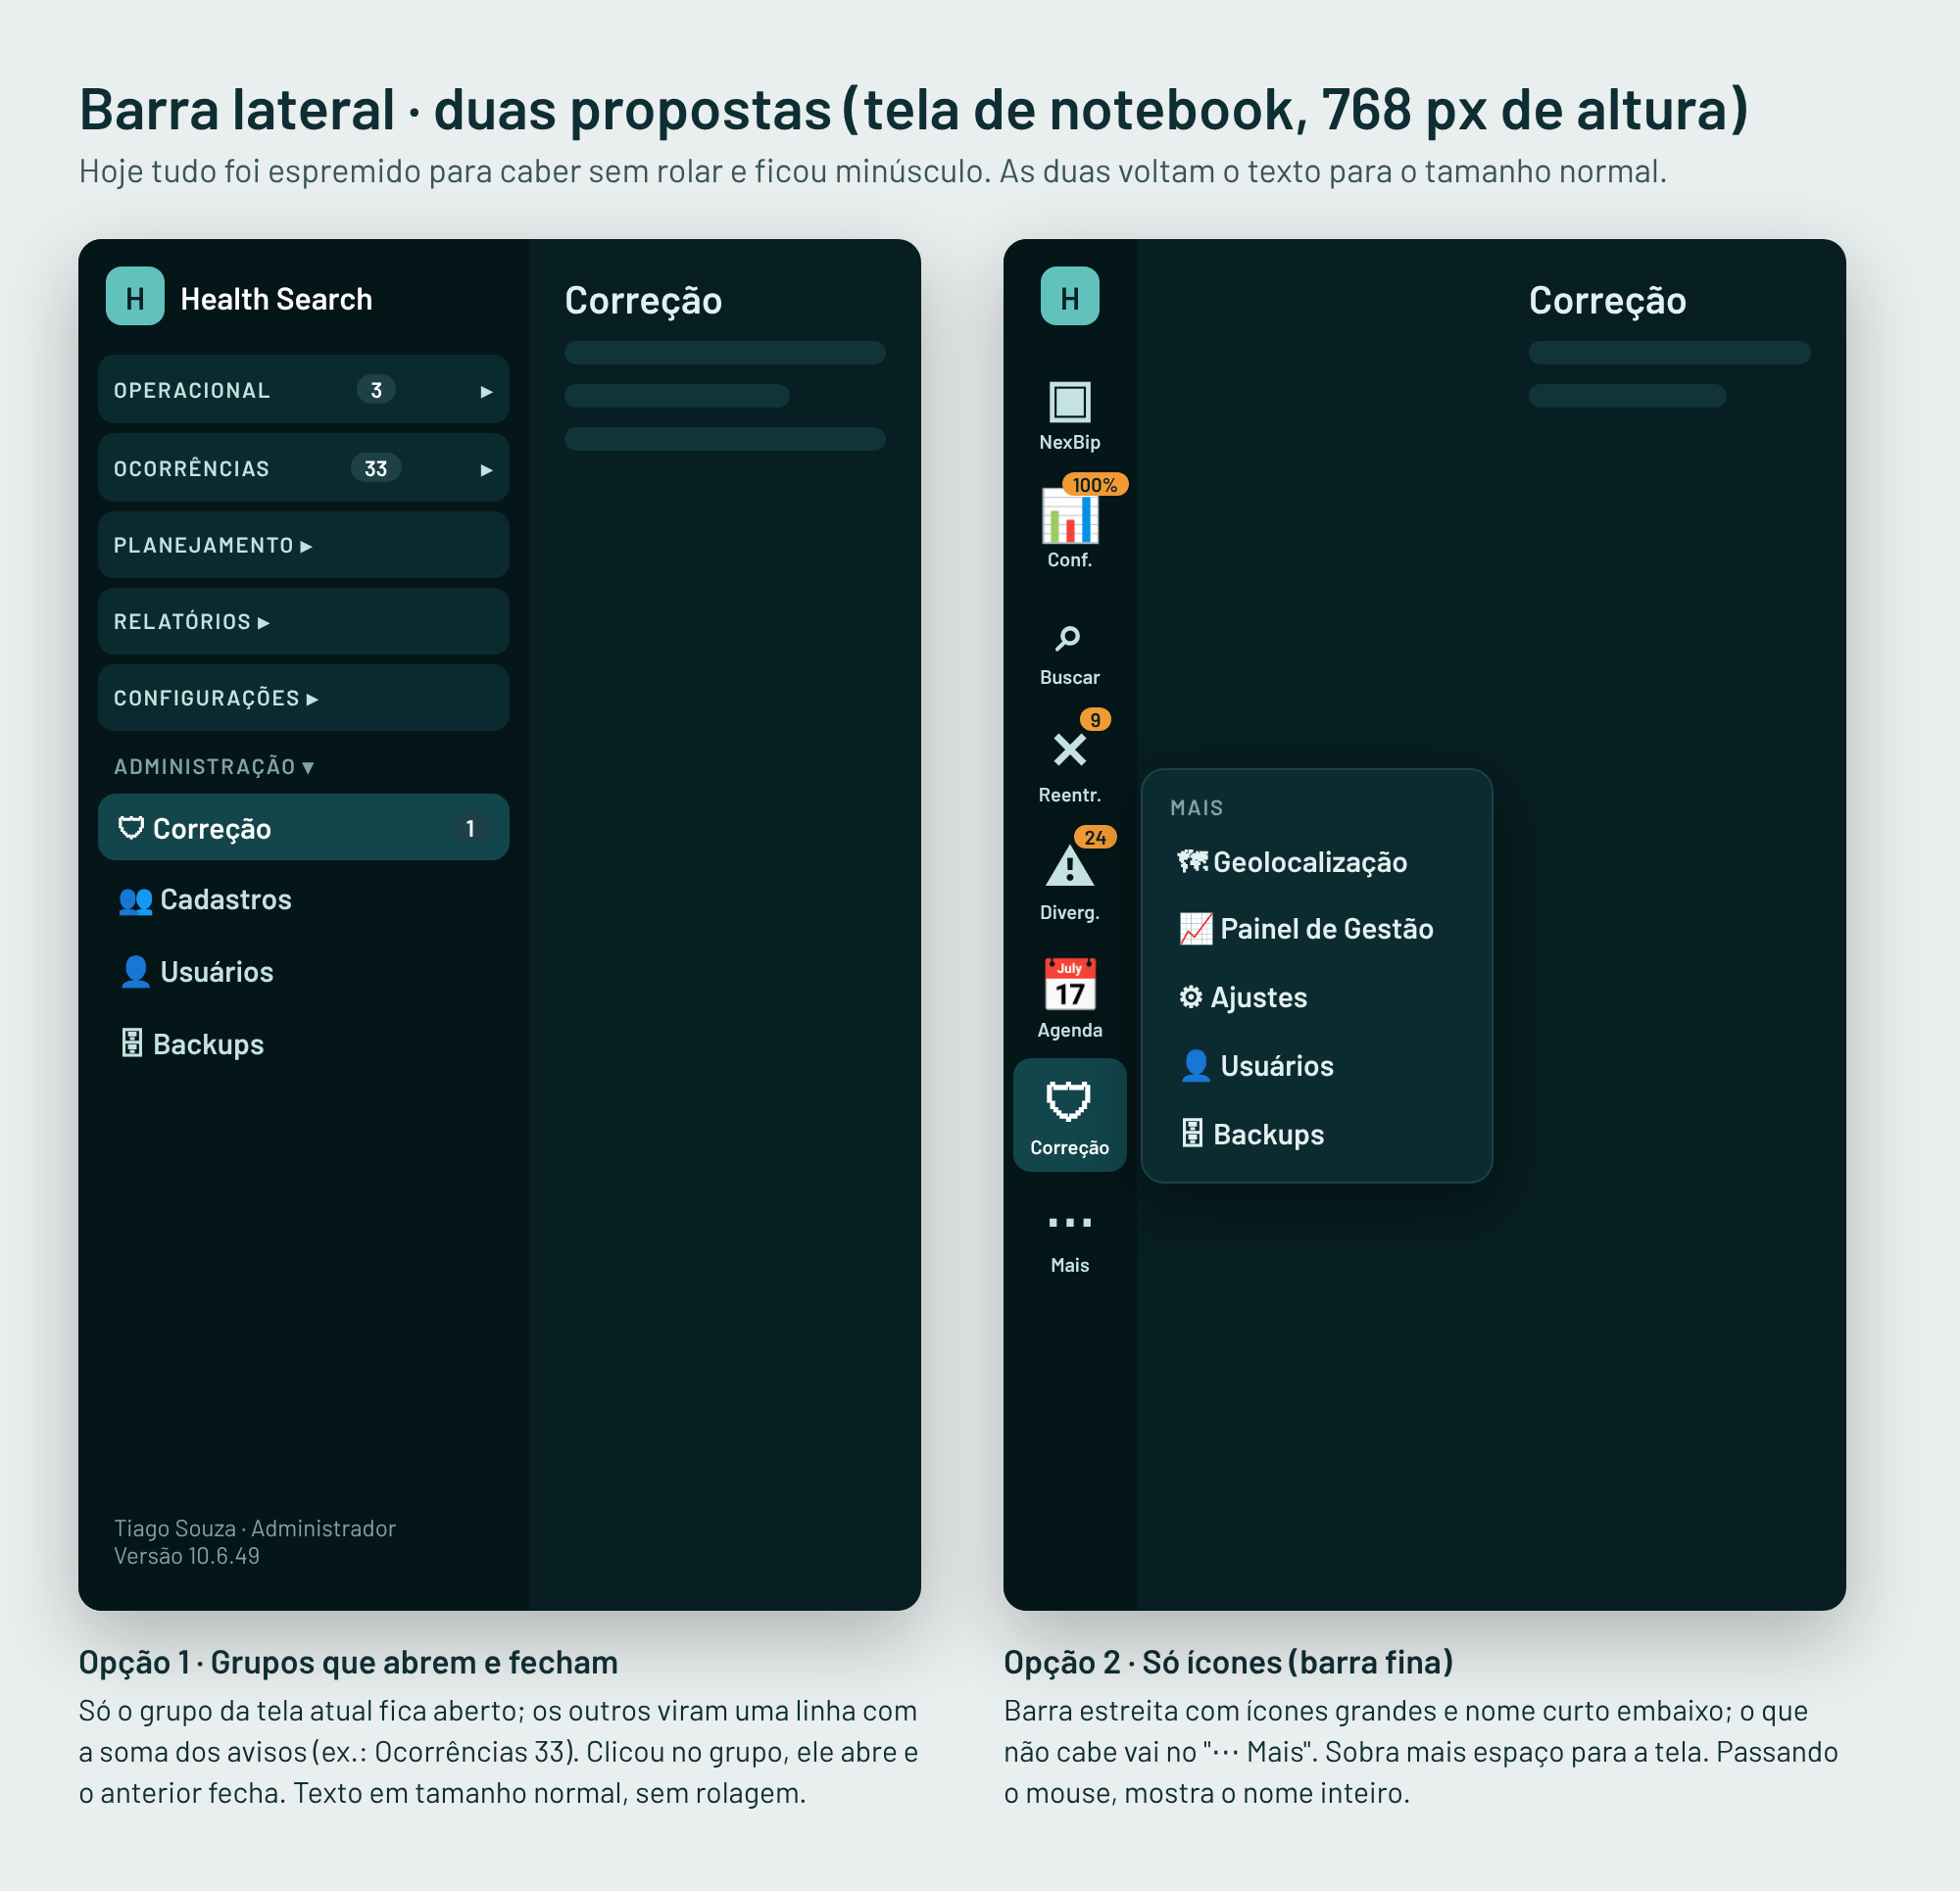 Barra lateral · duas propostas (tela de notebook, 768 px de altura)
Hoje tudo foi espremido para caber sem rolar e ficou minúsculo. As duas voltam o texto para o tamanho normal.
H Health Search
OPERACIONAL 3 ▸
OCORRÊNCIAS 33 ▸
PLANEJAMENTO ▸
RELATÓRIOS ▸
CONFIGURAÇÕES ▸
ADMINISTRAÇÃO ▾
Correção 1
Cadastros
Usuários
Backups
Tiago Souza · Administrador
Versão 10.6.49
Correção
H
NexBip
100%
Conf.
Buscar
9
Reentr.
24
Diverg.
July
17
Agenda
Correção
⋯
Mais
MAIS
Geolocalização
Painel de Gestão
Ajustes
Usuários
Backups
Correção
Opção 1 · Grupos que abrem e fecham
Só o grupo da tela atual fica aberto; os outros viram uma linha com
a soma dos avisos (ex.: Ocorrências 33). Clicou no grupo, ele abre e
o anterior fecha. Texto em tamanho normal, sem rolagem.
Opção 2 · Só ícones (barra fina)
Barra estreita com ícones grandes e nome curto embaixo; o que
não cabe vai no "⋯ Mais". Sobra mais espaço para a tela. Passando
o mouse, mostra o nome inteiro.